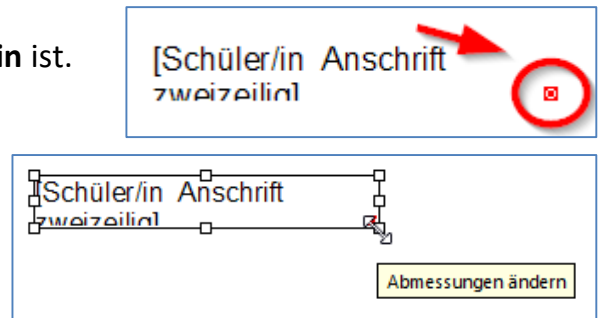 in ist.
[Schüler/in Anschrift
zweizeilig]
[Schüler/in Anschrift
zweizeilig]
Abmessungen ändern